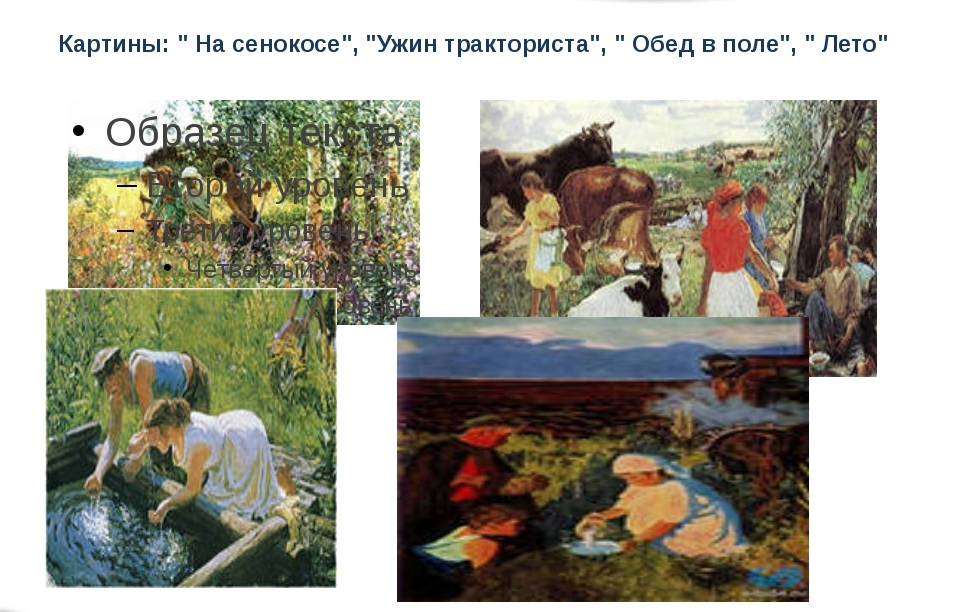 Картины: " На сенокосе", "Ужин тракториста", " Обед в поле", " Лето"
• Образец текста
– Второй уровень
– Третий уровень
• Четвертый уровень